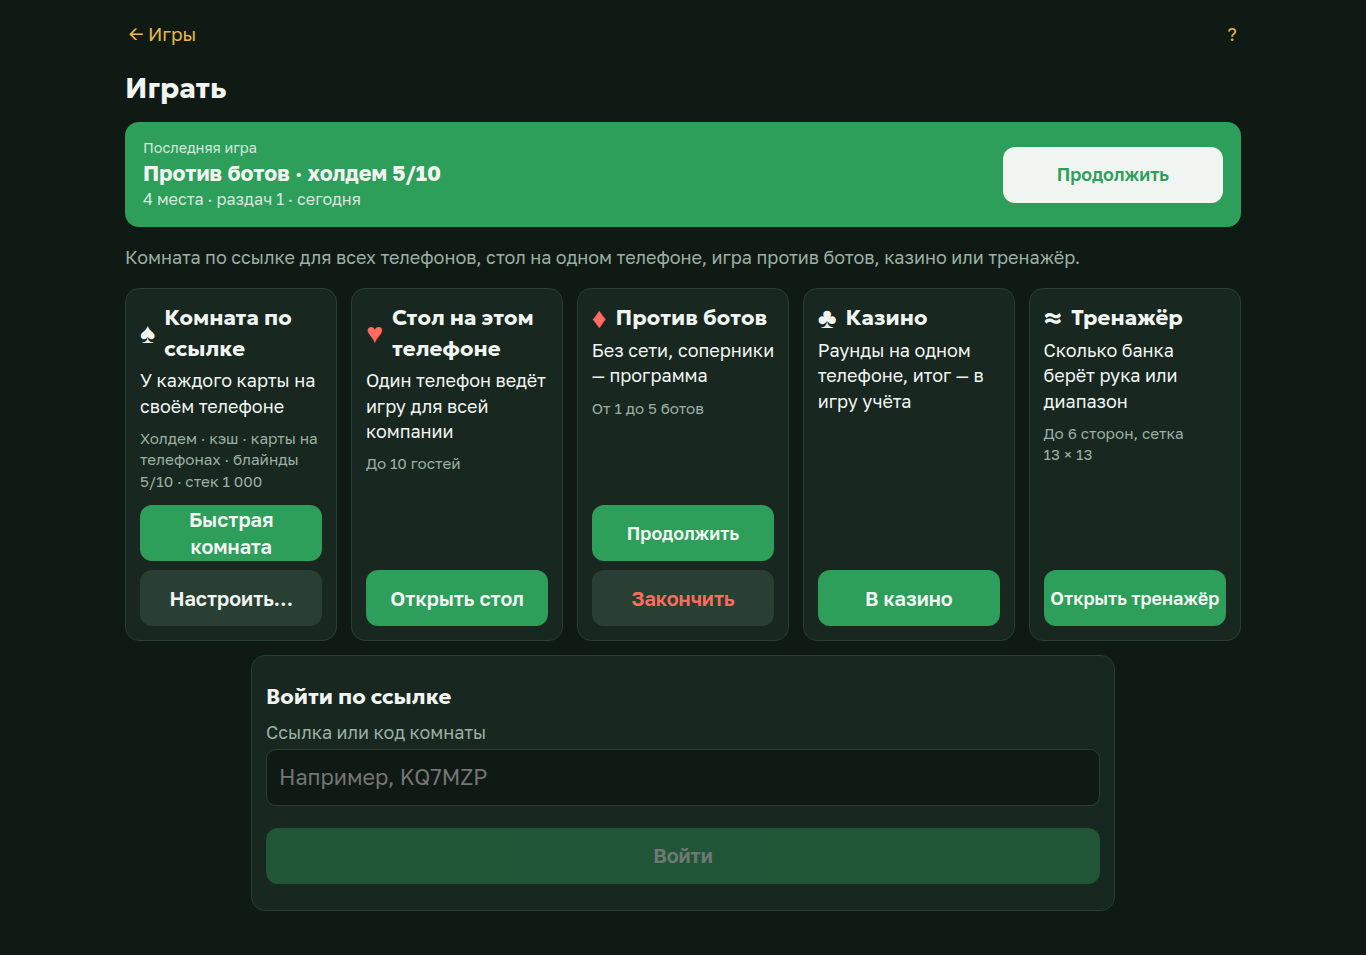 ← Игры
?
Играть
Последняя игра
Против ботов · холдем 5/10
4 места · раздач 1 · сегодня
Продолжить
Комната по ссылке для всех телефонов, стол на одном телефоне, игра против ботов, казино или тренажёр.
♠ Комната по
ссылке
У каждого карты на
своём телефоне
Холдем · кэш · карты на
телефонах · блайнды
5/10 · стек 1 000
Быстрая
комната
Настроить...
♥ Стол на этом
телефоне
Один телефон ведёт
игру для всей
компании
До 10 гостей
Открыть стол
♦ Против ботов
Без сети, соперники
— программа
От 1 до 5 ботов
Продолжить
Закончить
♣ Казино
Раунды на одном
телефоне, итог — в
игру учёта
В казино
≈ Тренажёр
Сколько банка
берёт рука или
диапазон
До 6 сторон, сетка
13 × 13
Открыть тренажёр
Войти по ссылке
Ссылка или код комнаты
Например, KQ7MZP
Войти